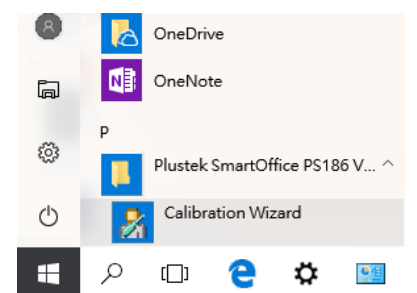 OneDrive
OneNote
P
Plustek SmartOffice PS186 V...
Calibration Wizard